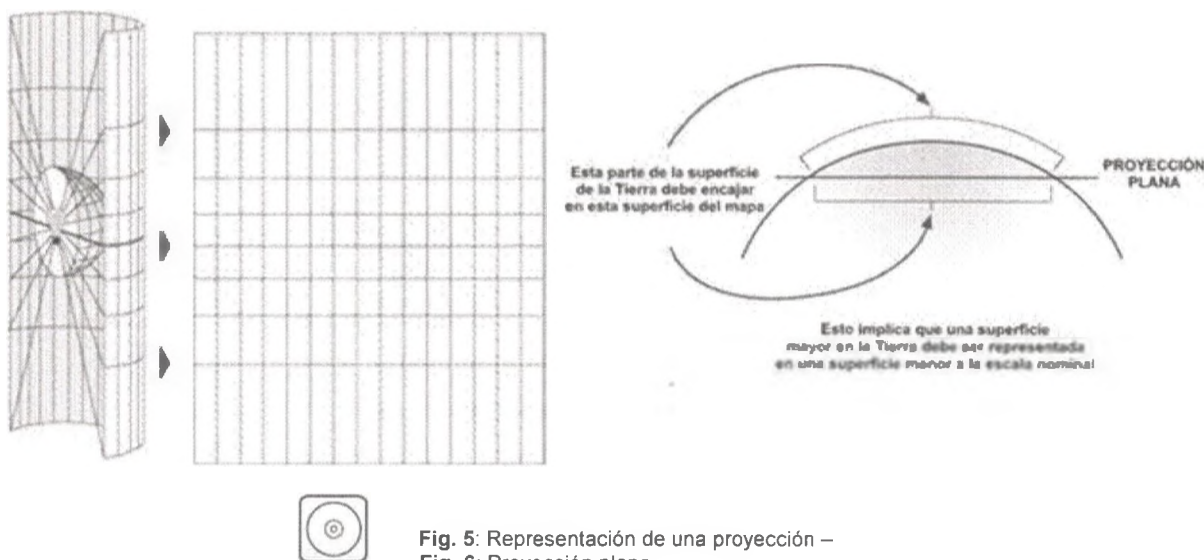 Esta parte de la superficie
de la Tierra debe encajar
en esta superficie del mapa
PROYECCIÓN
PLANA
Esto implica que una superficie
mayor en la Tierra debe ser representada
en una superficie menor a la escala nominal
Fig. 5: Representación de una proyección –
Fig. 6: Proyección plana